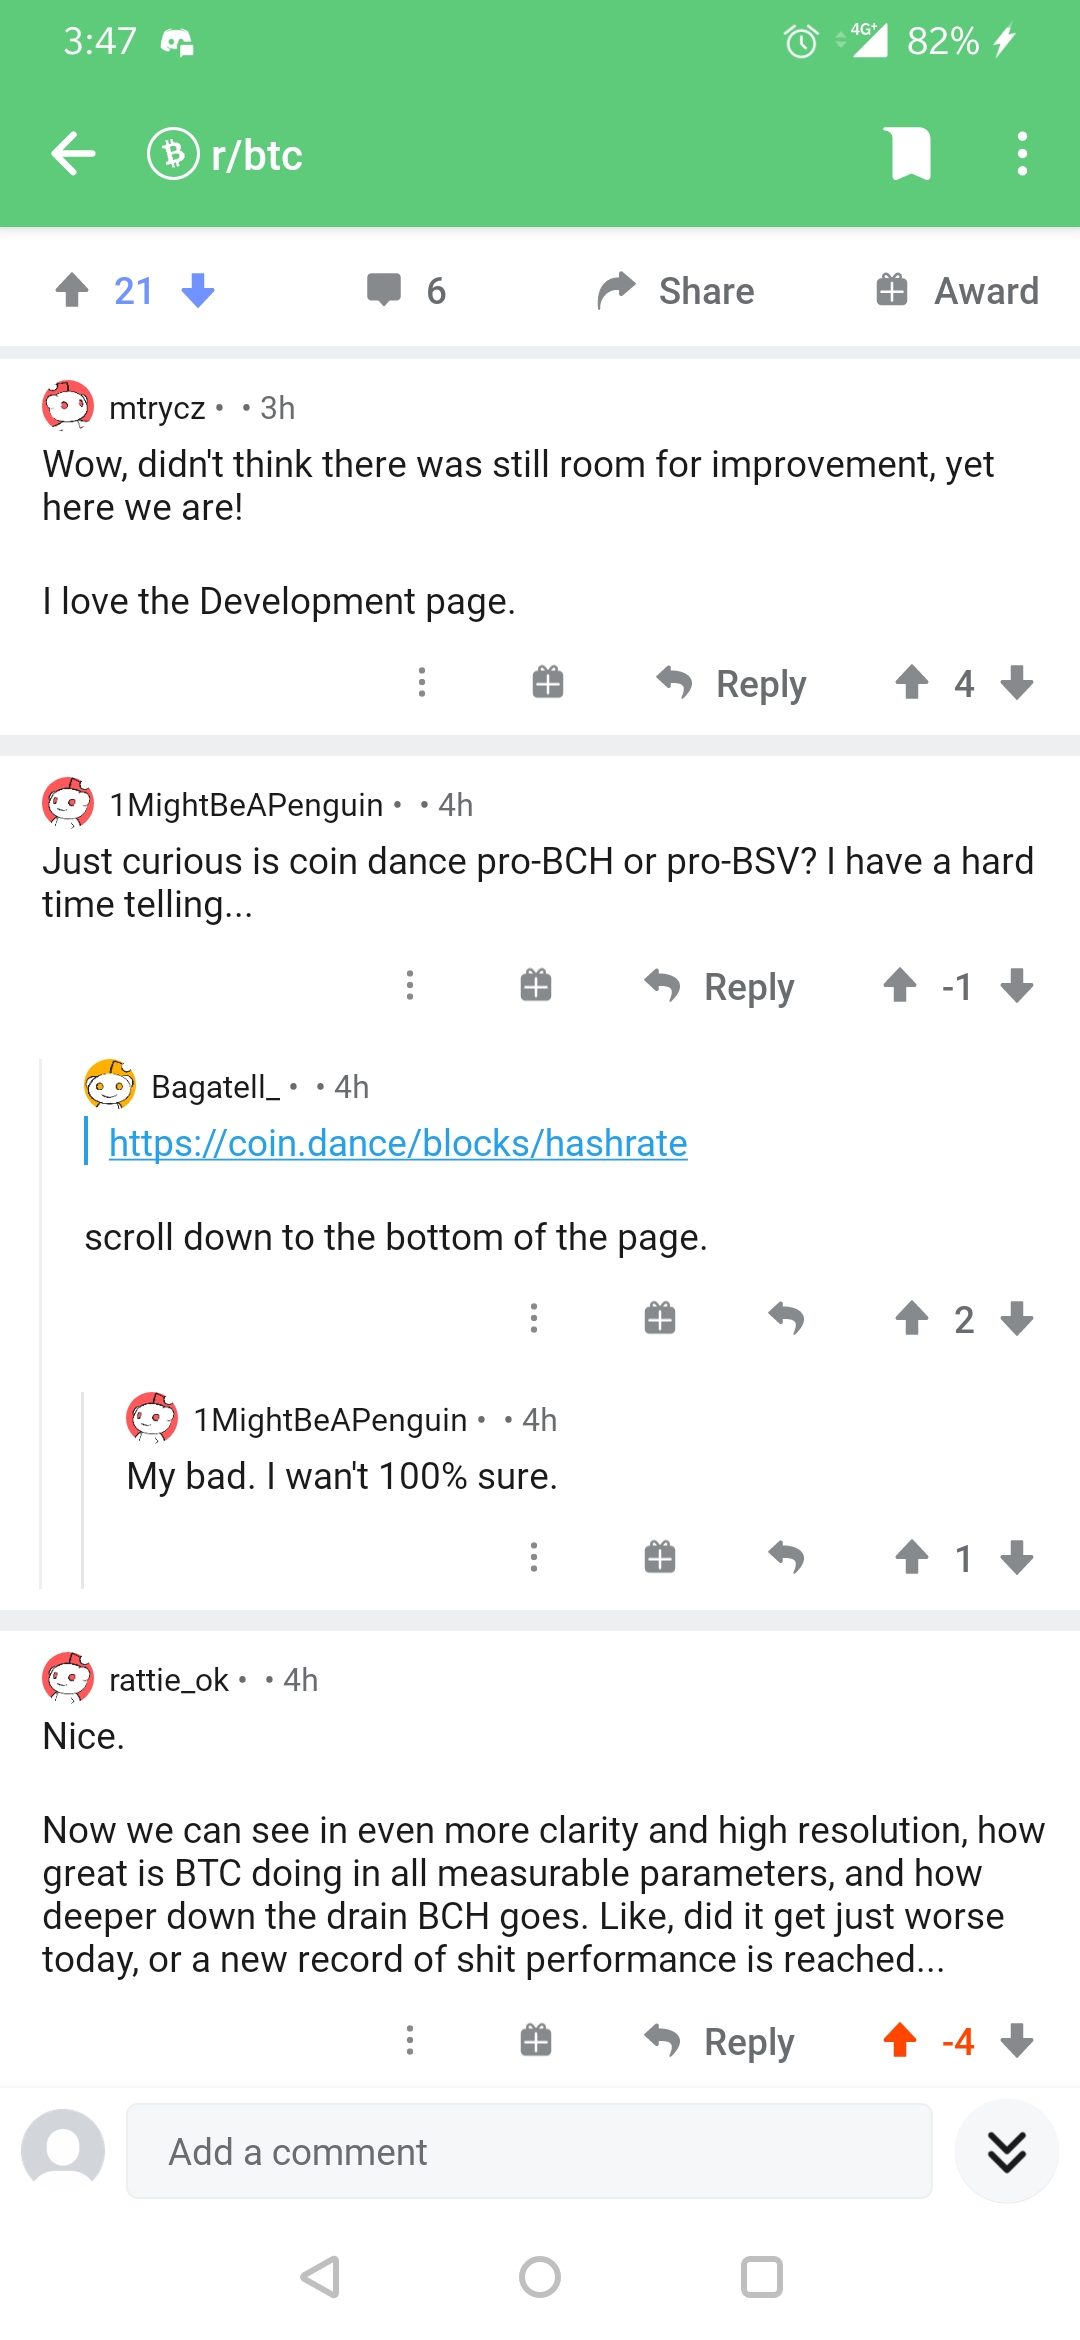 3:47
4G+ 82%
r/btc
21 6 Share Award
mtrycz • • 3h
Wow, didn't think there was still room for improvement, yet
here we are!
I love the Development page.
Reply 4
1MightBeAPenguin • • 4h
Just curious is coin dance pro-BCH or pro-BSV? I have a hard
time telling...
Reply -1
Bagatell_ • • 4h
https://coin.dance/blocks/hashrate
scroll down to the bottom of the page.
2
1MightBeAPenguin • • 4h
My bad. I wan't 100% sure.
1
rattie_ok • • 4h
Nice.
Now we can see in even more clarity and high resolution, how
great is BTC doing in all measurable parameters, and how
deeper down the drain BCH goes. Like, did it get just worse
today, or a new record of shit performance is reached...
Reply -4
Add a comment